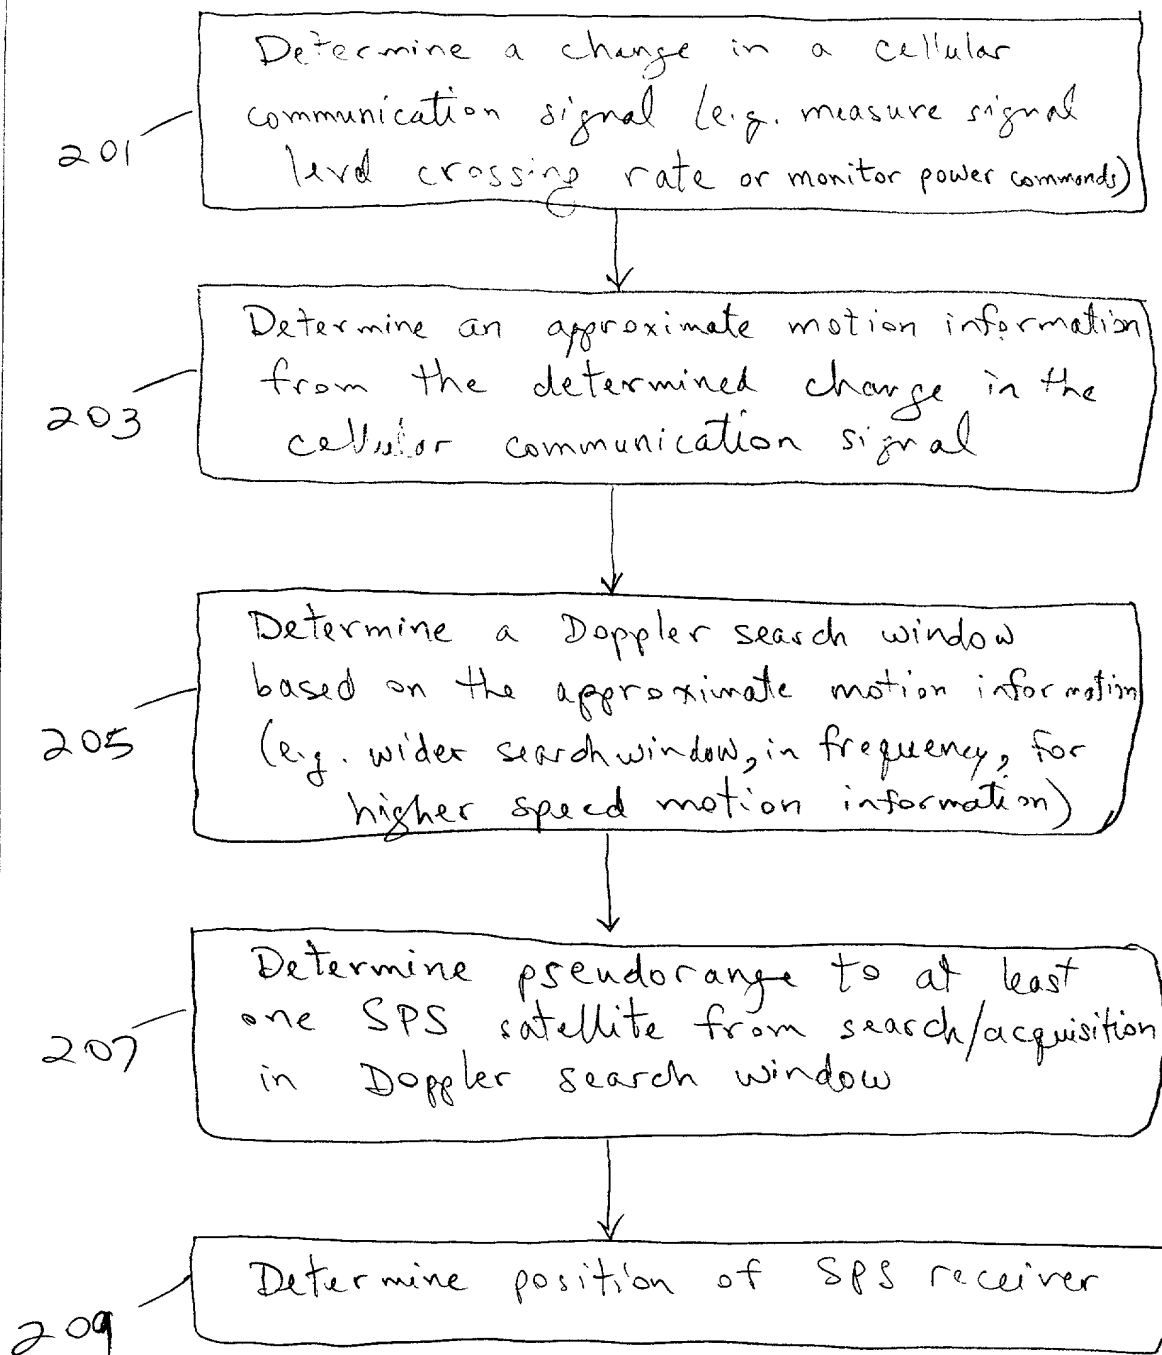 Determine a change in a cellular
communication signal (e.g. measure signal
level crossing rate or monitor power commands)
201
Determine an approximate motion information
from the determined change in the
cellular communication signal
203
Determine a Doppler search window
based on the approximate motion information
(e.g. wider search window, in frequency, for
higher speed motion information)
205
Determine pseudorange to at least
one SPS satellite from search/acquisition
in Doppler search window
207
Determine position of SPS receiver
209